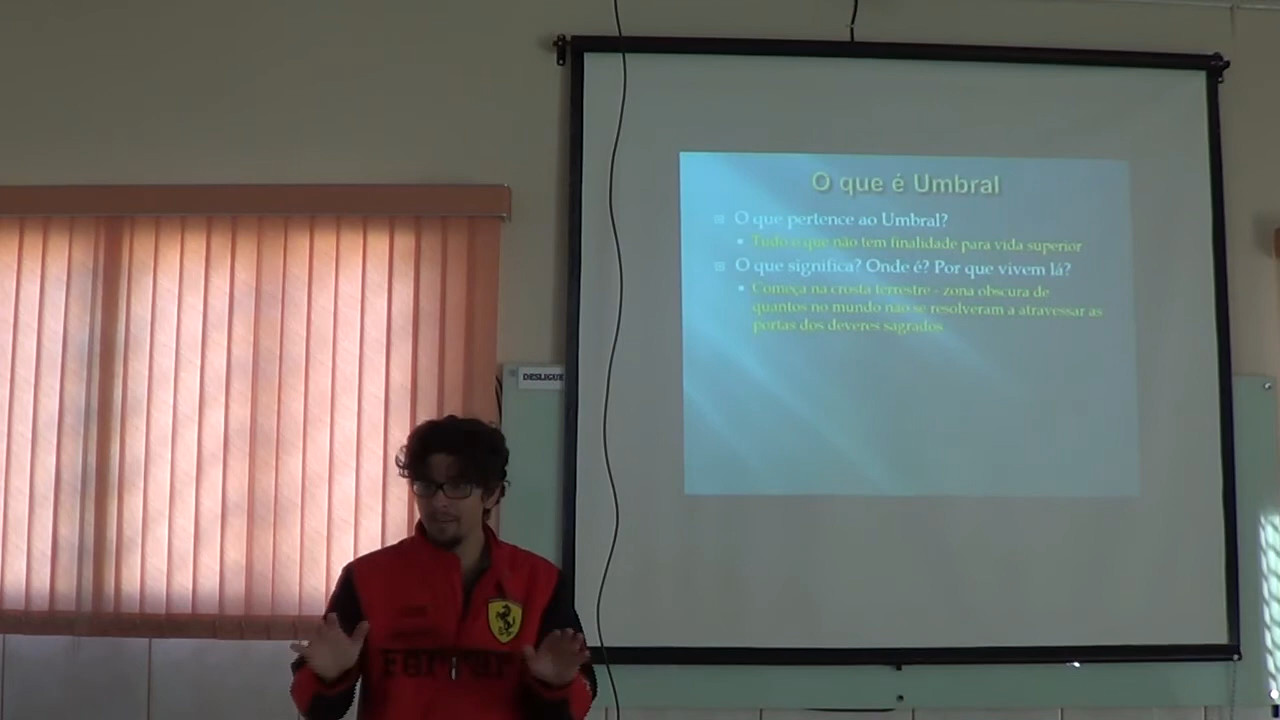 O que é Umbral
O que pertence ao Umbral?
Tudo o que não tem finalidade para vida superior
O que significa? Onde é? Por que vivem lá?
Começa na crosta terrestre - zona obscura de
quantos no mundo não se resolveram a atravessar as
portas dos deveres sagrados
DESLIGUE
Ferrari